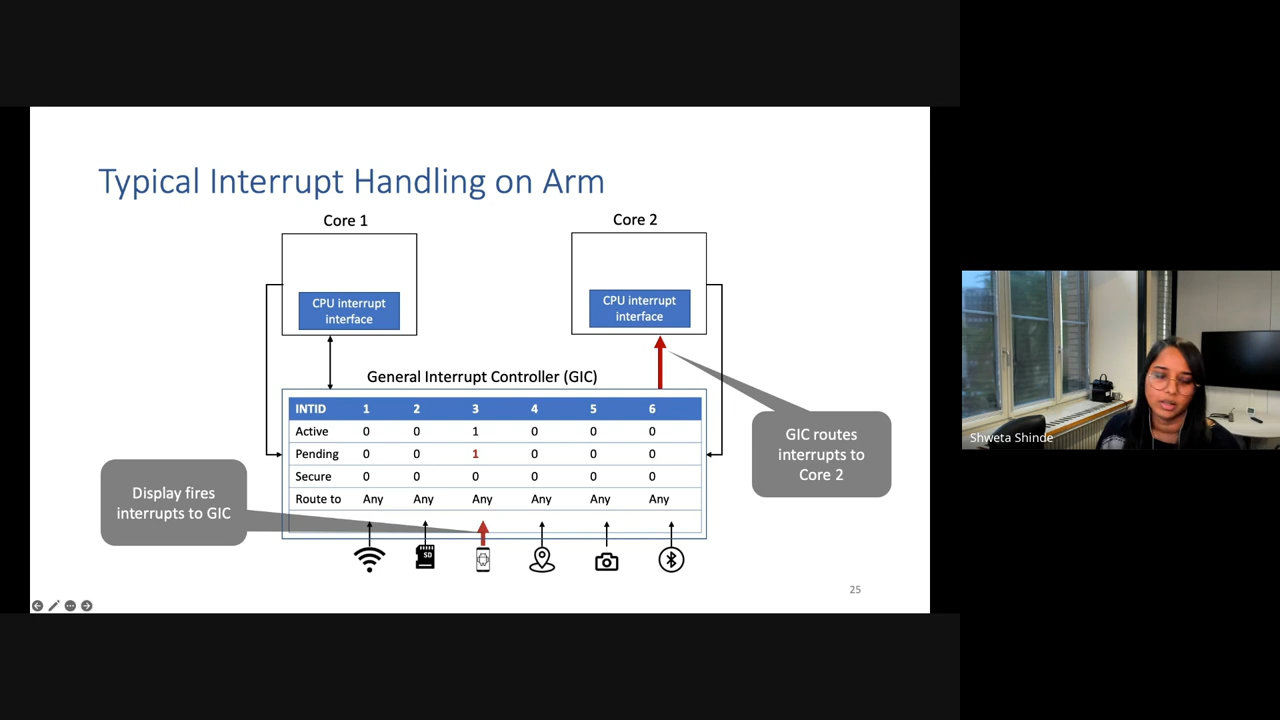 Typical Interrupt Handling on Arm
Core 1
Core 2
CPU interrupt
interface
CPU interrupt
interface
General Interrupt Controller (GIC)
INTID 1 2 3 4 5 6
Active 0 0 1 0 0 0
Pending 0 0 1 0 0 0
Secure 0 0 0 0 0 0
Route to Any Any Any Any Any Any
Display fires
interrupts to GIC
GIC routes
interrupts to
Core 2
SD
25
Shweta Shinde